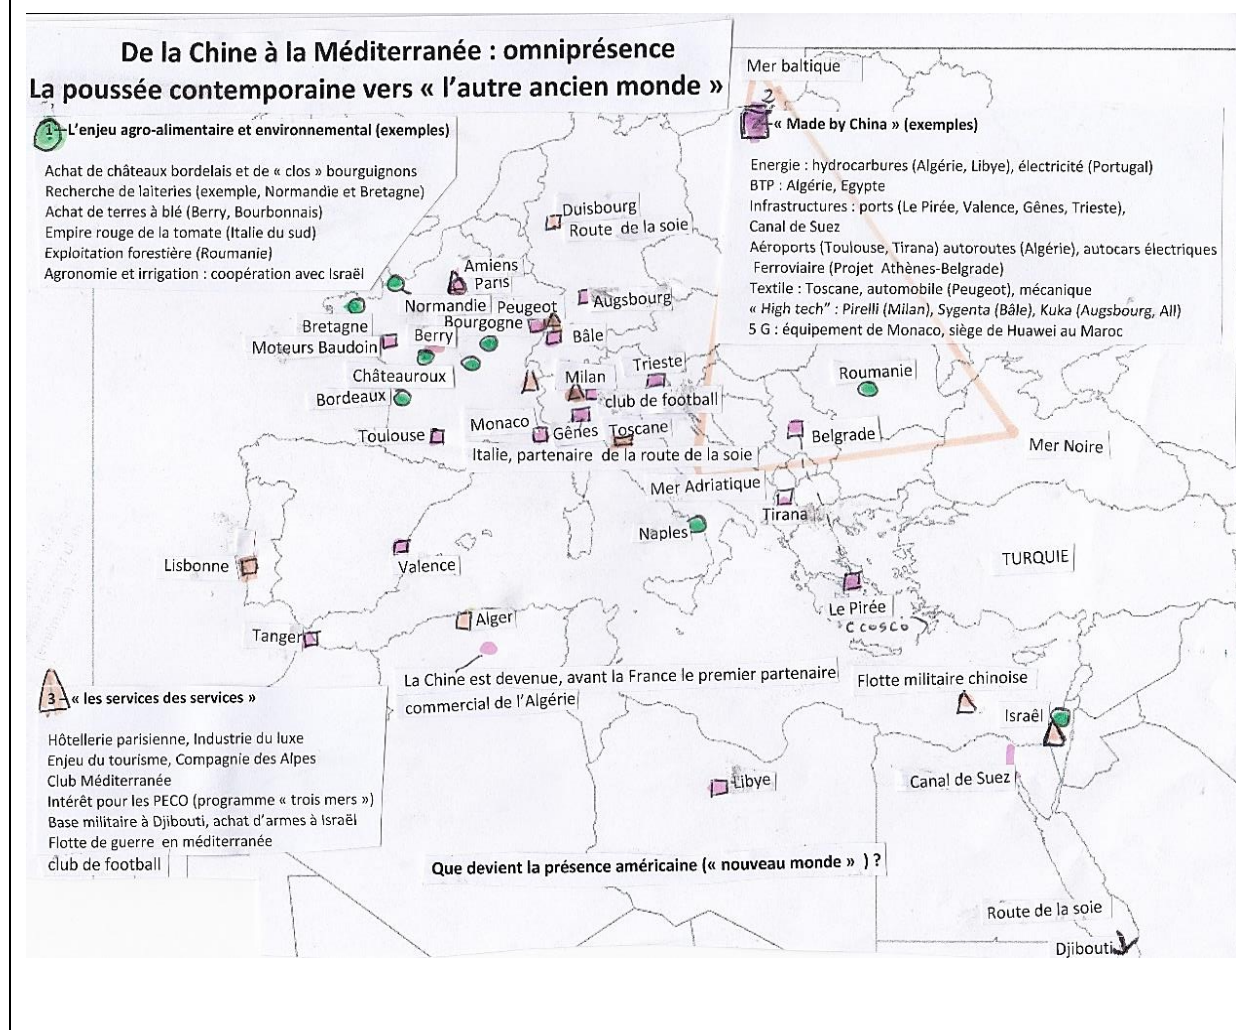 De la Chine à la Méditerranée : omniprésence
La poussée contemporaine vers « l'autre ancien monde »
1 L'enjeu agro-alimentaire et environnemental (exemples)
Achat de châteaux bordelais et de « clos » bourguignons
Recherche de laiteries (exemple, Normandie et Bretagne)
Achat de terres à blé (Berry, Bourbonnais)
Empire rouge de la tomate (Italie du sud)
Exploitation forestière (Roumanie)
Agronomie et irrigation : coopération avec Israël
Mer baltique
2
2 « Made by China » (exemples)
Energie : hydrocarbures (Algérie, Libye), électricité (Portugal)
BTP : Algérie, Egypte
Infrastructures : ports (Le Pirée, Valence, Gênes, Trieste),
Canal de Suez
Aéroports (Toulouse, Tirana) autoroutes (Algérie), autocars électriques
Ferroviaire (Projet Athènes-Belgrade)
Textile : Toscane, automobile (Peugeot), mécanique
« High tech" : Pirelli (Milan), Sygenta (Bâle), Kuka (Augsbourg, All)
5 G : équipement de Monaco, siège de Huawei au Maroc
Duisbourg
Route de la soie
Amiens
Paris
Normandie
Peugeot
Augsbourg
Bretagne
Bourgogne
Moteurs Baudoin
Berry
Bâle
Châteauroux
Milan
Trieste
Roumanie
Bordeaux
club de football
Toulouse
Monaco
Gênes
Toscane
Belgrade
Mer Noire
Italie, partenaire de la route de la soie
Mer Adriatique
Tirana
Naples
Lisbonne
Valence
TURQUIE
Le Pirée
C COSCO
Tanger
Alger
La Chine est devenue, avant la France le premier partenaire
commercial de l'Algérie
Flotte militaire chinoise
Israël
Canal de Suez
Libye
3 « les services des services »
Hôtellerie parisienne, Industrie du luxe
Enjeu du tourisme, Compagnie des Alpes
Club Méditerranée
Intérêt pour les PECO (programme « trois mers »)
Base militaire à Djibouti, achat d'armes à Israël
Flotte de guerre en méditerranée
club de football
Que devient la présence américaine (« nouveau monde » ) ?
Route de la soie
Djibouti